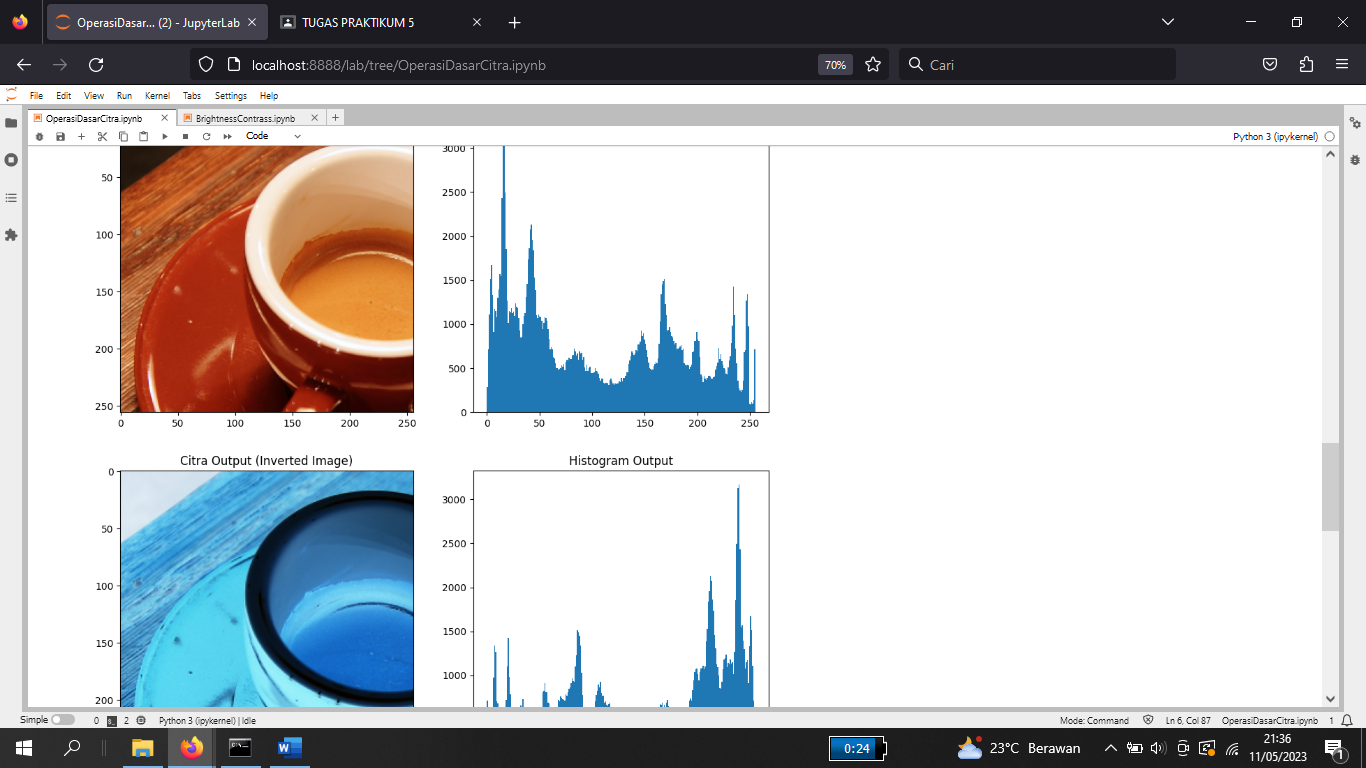 OperasiDasar... (2) - JupyterLab
TUGAS PRAKTIKUM 5
localhost:8888/lab/tree/OperasiDasarCitra.ipynb
70%
Cari
File Edit View Run Kernel Tabs Settings Help
OperasiDasarCitra.ipynb
BrightnessContrass.ipynb
Code
Python 3 (ipykernel)
50
100
150
200
250
0 50 100 150 200 250
3000
2500
2000
1500
1000
500
0
0 50 100 150 200 250
Citra Output (Inverted Image)
0
50
100
150
200
Histogram Output
3000
2500
2000
1500
1000
Simple
0
2
Python 3 (ipykernel) | Idle
Mode: Command
Ln 6, Col 87
OperasiDasarCitra.ipynb
1
0:24
23°C Berawan
21:36
11/05/2023
1